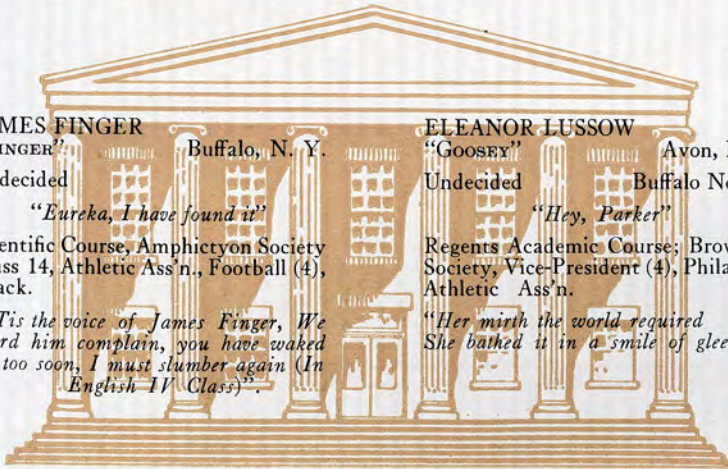 MES FINGER
INGER" Buffalo, N. Y.
decided
"Eureka, I have found it"
entific Course, Amphictyon Society
ass 14, Athletic Ass'n., Football (4),
ack.
'Tis the voice of James Finger, We
rd him complain, you have waked
too soon, I must slumber again (In
English IV Class)".
ELEANOR LUSSOW
"GOOSEY" Avon,
Undecided Buffalo No
"Hey, Parker"
Regents Academic Course; Brow
Society, Vice-President (4), Phila
Athletic Ass'n.
"Her mirth the world required
She bathed it in a smile of glee